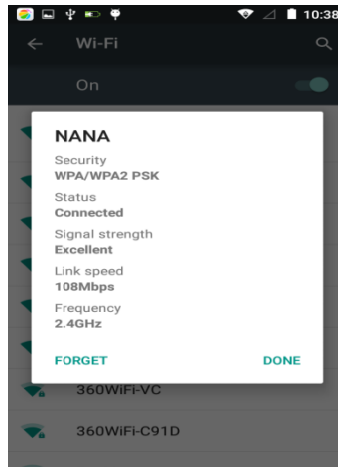 10:38
Wi-Fi
On
NANA
Security
WPA/WPA2 PSK
Status
Connected
Signal strength
Excellent
Link speed
108Mbps
Frequency
2.4GHz
FORGET DONE
360WiFi-VC
360WiFi-C91D